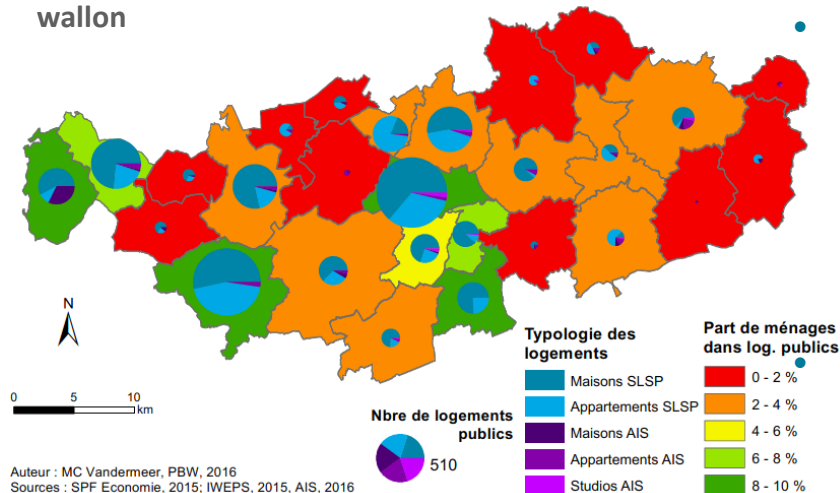 wallon
N
0 5 10
km
Nbre de logements
publics
510
Typologie des
logements
Maisons SLSP
Appartements SLSP
Maisons AIS
Appartements AIS
Studios AIS
Part de ménages
dans log. publics
0 - 2 %
2 - 4 %
4 - 6 %
6 - 8 %
8 - 10 %
Auteur : MC Vandermeer, PBW, 2016
Sources : SPF Economie, 2015; IWEPS, 2015, AIS, 2016